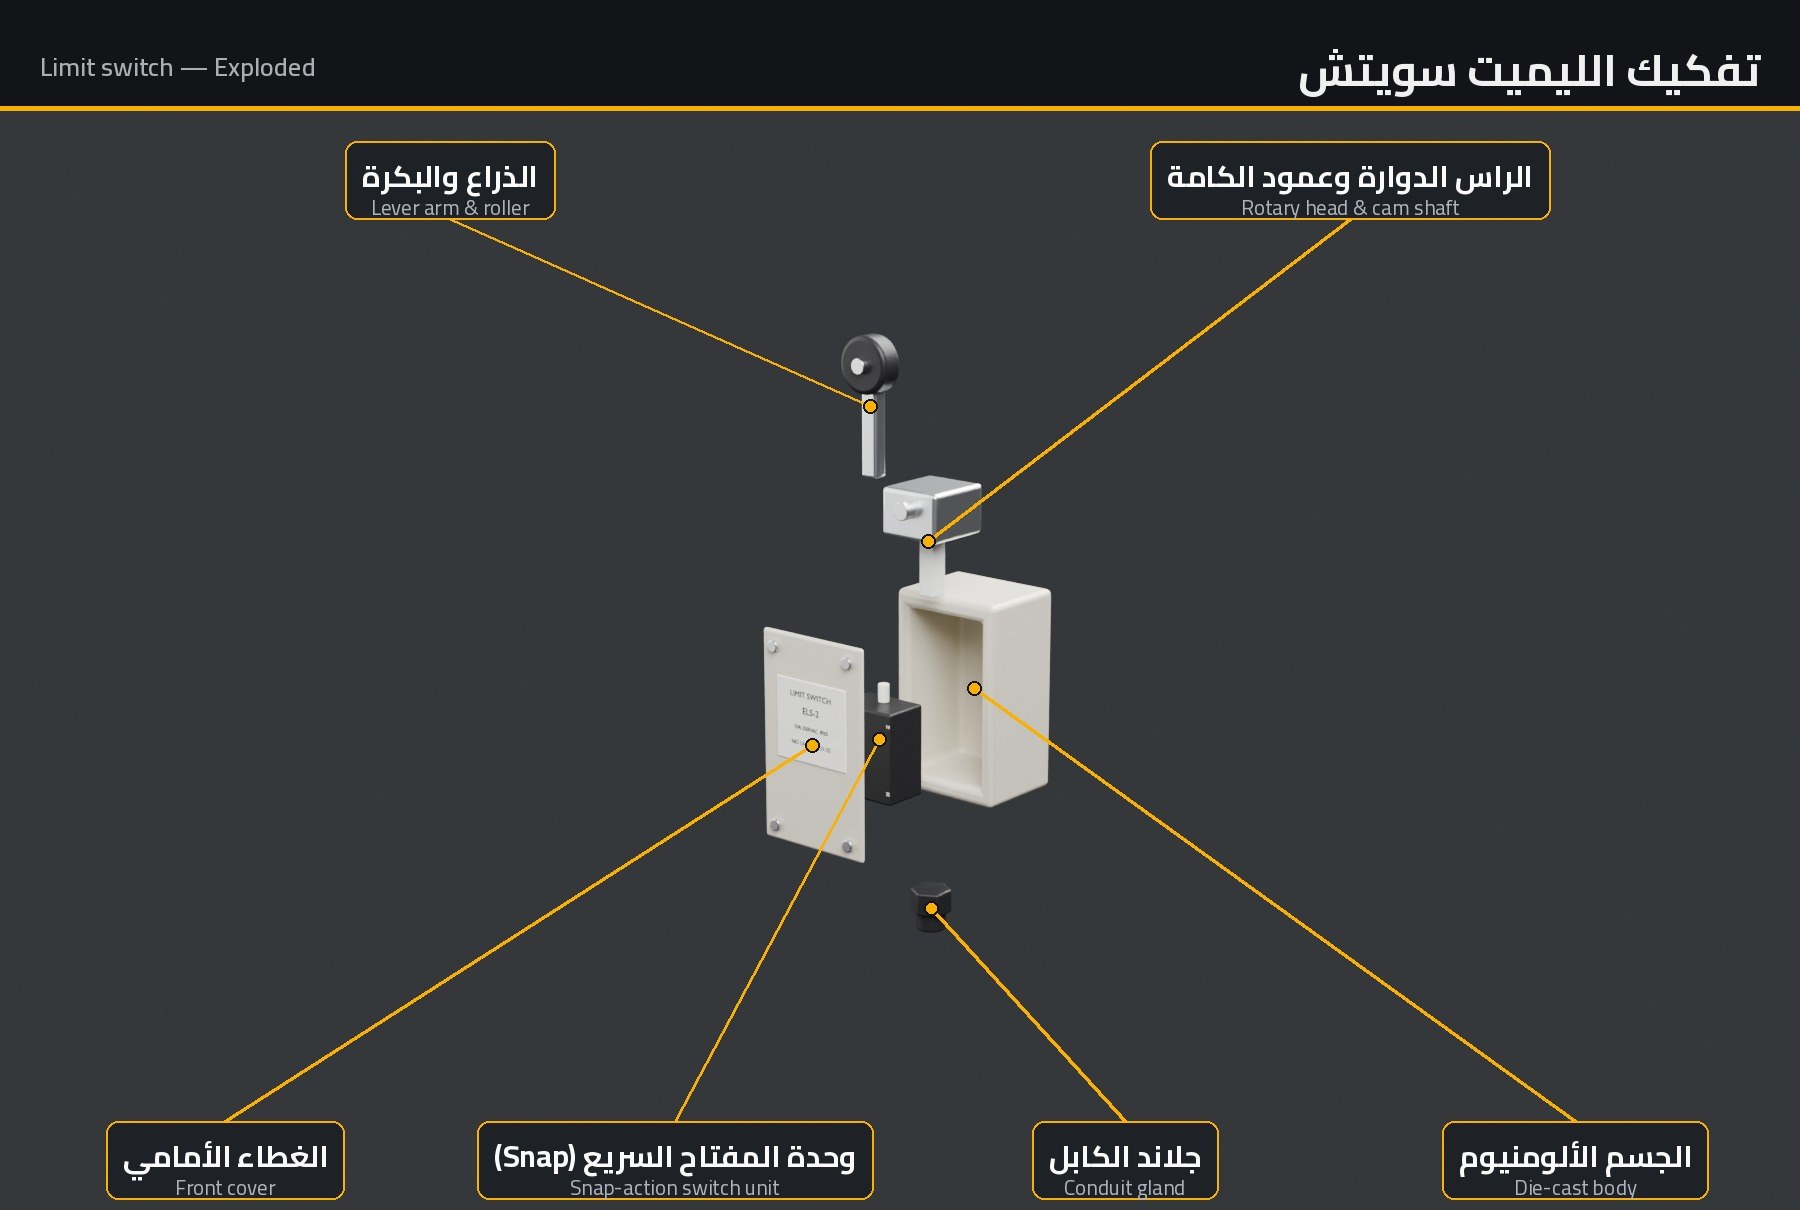 تفكيك الليميت سويتش
Limit switch — Exploded
الراس الدوارة وعمود الكامة
Rotary head & cam shaft
الذراع والبكرة
Lever arm & roller
LIMIT SWITCH
ELS-2
الجسم الألومنيوم
Die-cast body
جلاند الكابل
Conduit gland
وحدة المفتاح السريع (Snap)
Snap-action switch unit
الغطاء الأمامي
Front cover